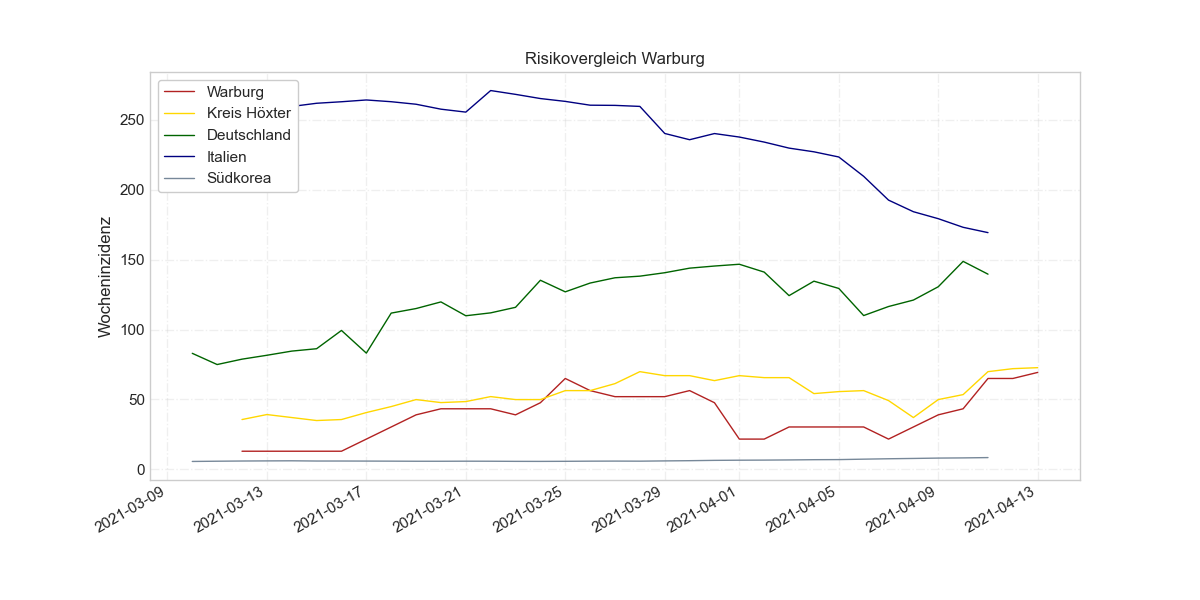 Risikovergleich Warburg
Warburg
Kreis Höxter
Deutschland
Italien
Südkorea
Wocheninzidenz
250
200
150
100
50
0
2021-03-09
2021-03-13
2021-03-17
2021-03-21
2021-03-25
2021-03-29
2021-04-01
2021-04-05
2021-04-09
2021-04-13